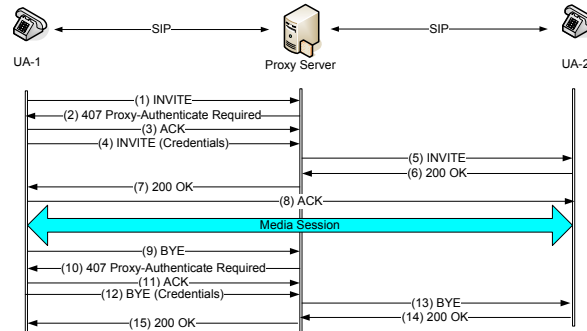 SIP
SIP
UA-1
Proxy Server
UA-2
(1) INVITE
(2) 407 Proxy-Authenticate Required
(3) ACK
(4) INVITE (Credentials)
(5) INVITE
(6) 200 OK
(7) 200 OK
(8) ACK
Media Session
(9) BYE
(10) 407 Proxy-Authenticate Required
(11) ACK
(12) BYE (Credentials)
(13) BYE
(14) 200 OK
(15) 200 OK